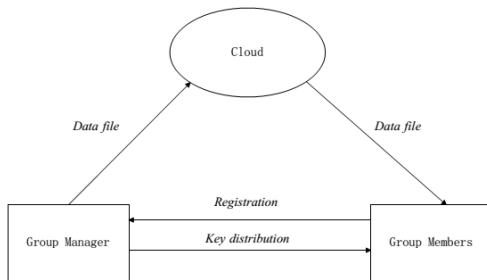 Cloud
Data file
Data file
Registration
Group Manager
Key distribution
Group Members